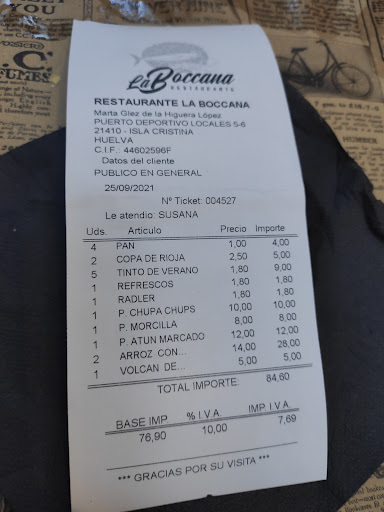 La Boccana
RESTAURANTE
RESTAURANTE LA BOCCANA
Marta Glez de la Higuera López
PUERTO DEPORTIVO LOCALES 5-6
21410 - ISLA CRISTINA
HUELVA
C.I.F.: 44602596F
Datos del cliente
PUBLICO EN GENERAL
25/09/2021
Nº Ticket: 004527
Le atendio: SUSANA
Uds. Articulo Precio Importe
4 PAN 1,00 4,00
2 COPA DE RIOJA 2,50 5,00
5 TINTO DE VERANO 1,80 9,00
1 REFRESCOS 1,80 1,80
1 RADLER 1,80 1,80
1 P. CHUPA CHUPS 10,00 10,00
1 P. MORCILLA 8,00 8,00
1 P. ATUN MARCADO 12,00 12,00
2 ARROZ CON... 14,00 28,00
1 VOLCAN DE... 5,00 5,00
TOTAL IMPORTE: 84,60
BASE IMP % I.V.A. IMP I.V.A.
76,90 10,00 7,69
*** GRACIAS POR SU VISITA ***
YOU
NUMBER